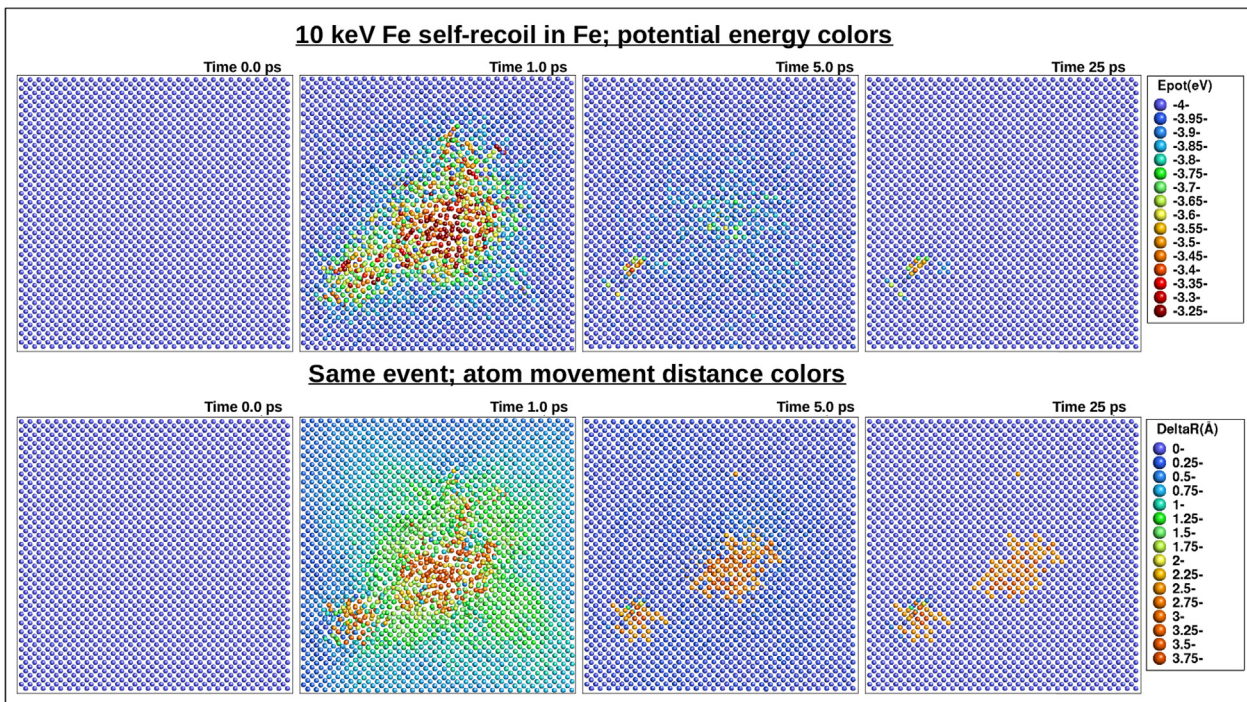 10 keV Fe self-recoil in Fe; potential energy colors
Time 0.0 ps
Time 1.0 ps
Time 5.0 ps
Time 25 ps
Epot(eV)
-4-
-3.95-
-3.9-
-3.85-
-3.8-
-3.75-
-3.7-
-3.65-
-3.6-
-3.55-
-3.5-
-3.45-
-3.4-
-3.35-
-3.3-
-3.25-
Same event; atom movement distance colors
Time 0.0 ps
Time 1.0 ps
Time 5.0 ps
Time 25 ps
DeltaR(Å)
0-
0.25-
0.5-
0.75-
1-
1.25-
1.5-
1.75-
2-
2.25-
2.5-
2.75-
3-
3.25-
3.5-
3.75-